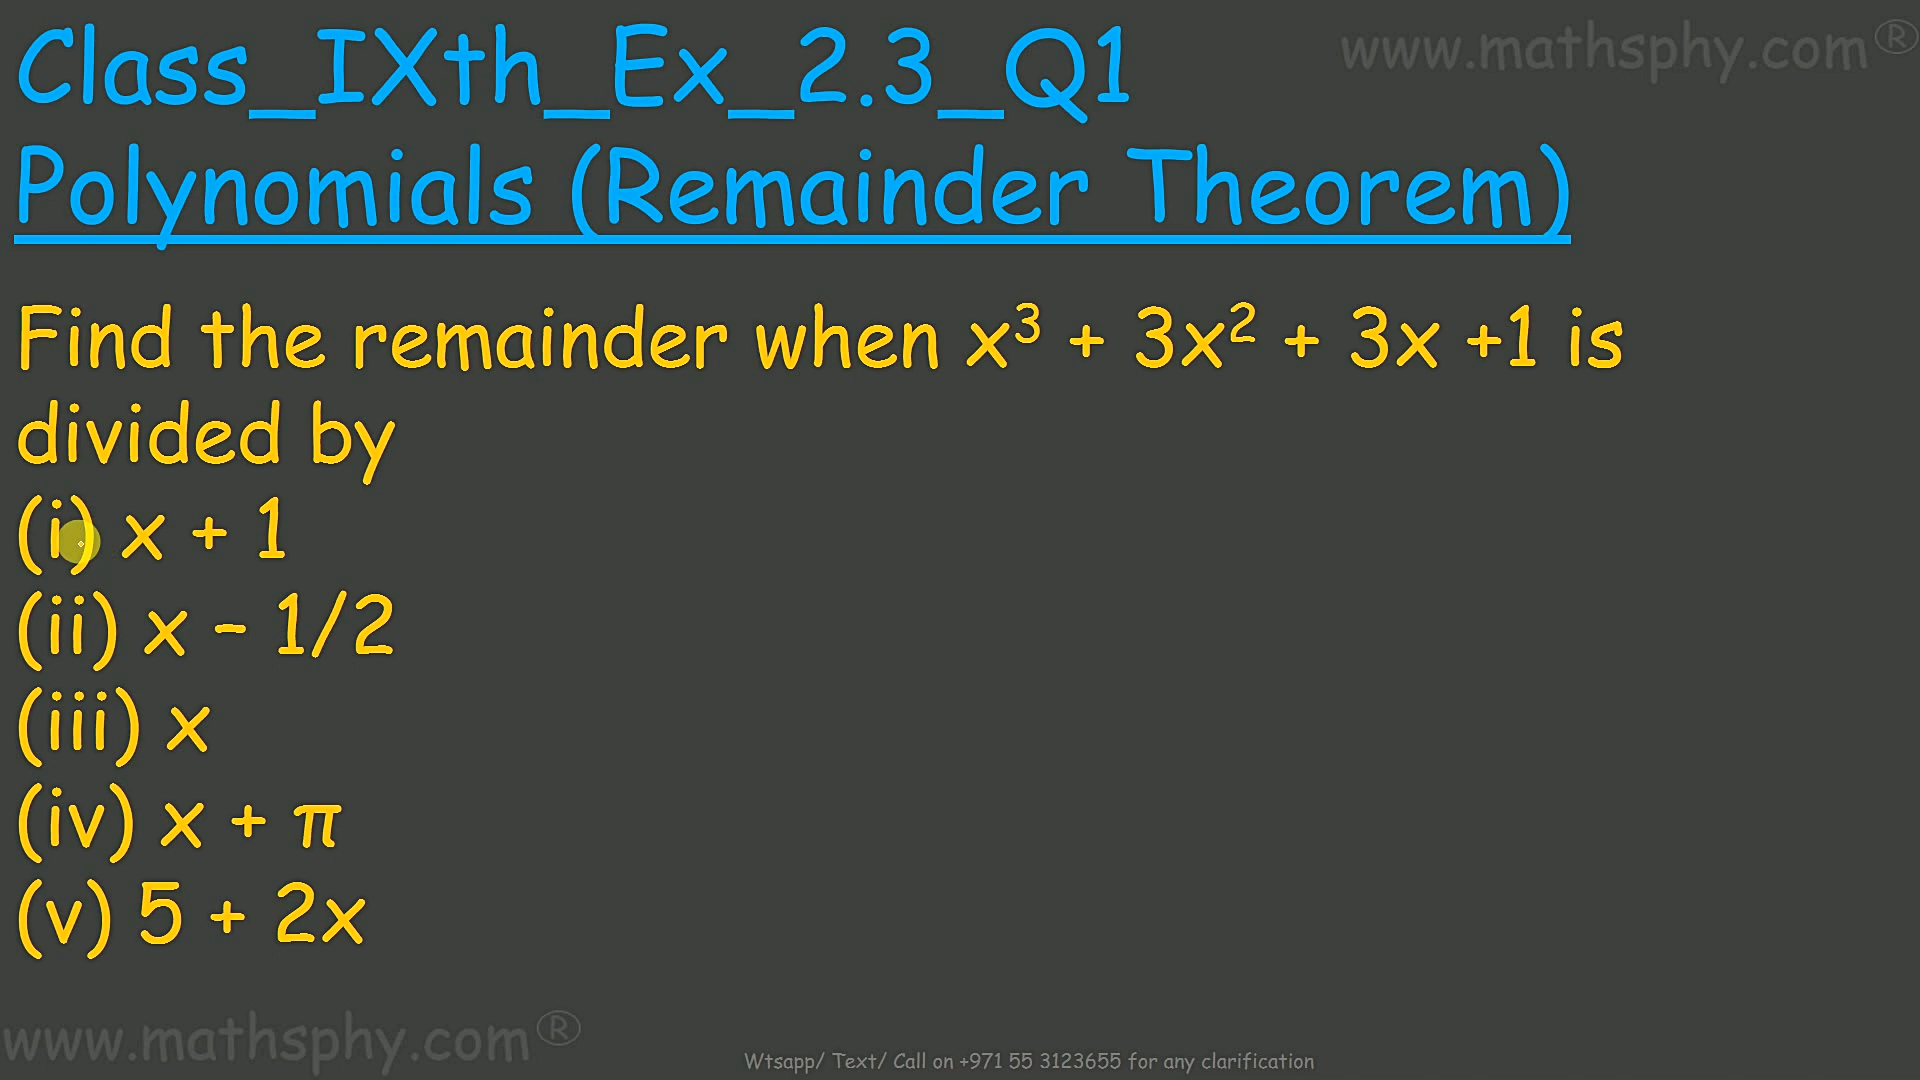 Class_IXth_Ex_2.3_Q1
www.mathsphy.com®
Polynomials (Remainder Theorem)
Find the remainder when x³ + 3x² + 3x +1 is
divided by
(i) x + 1
(ii) x – 1/2
(iii) x
(iv) x + π
(v) 5 + 2x
www.mathsphy.com®
Wtsapp/ Text/ Call on +971 55 3123655 for any clarification